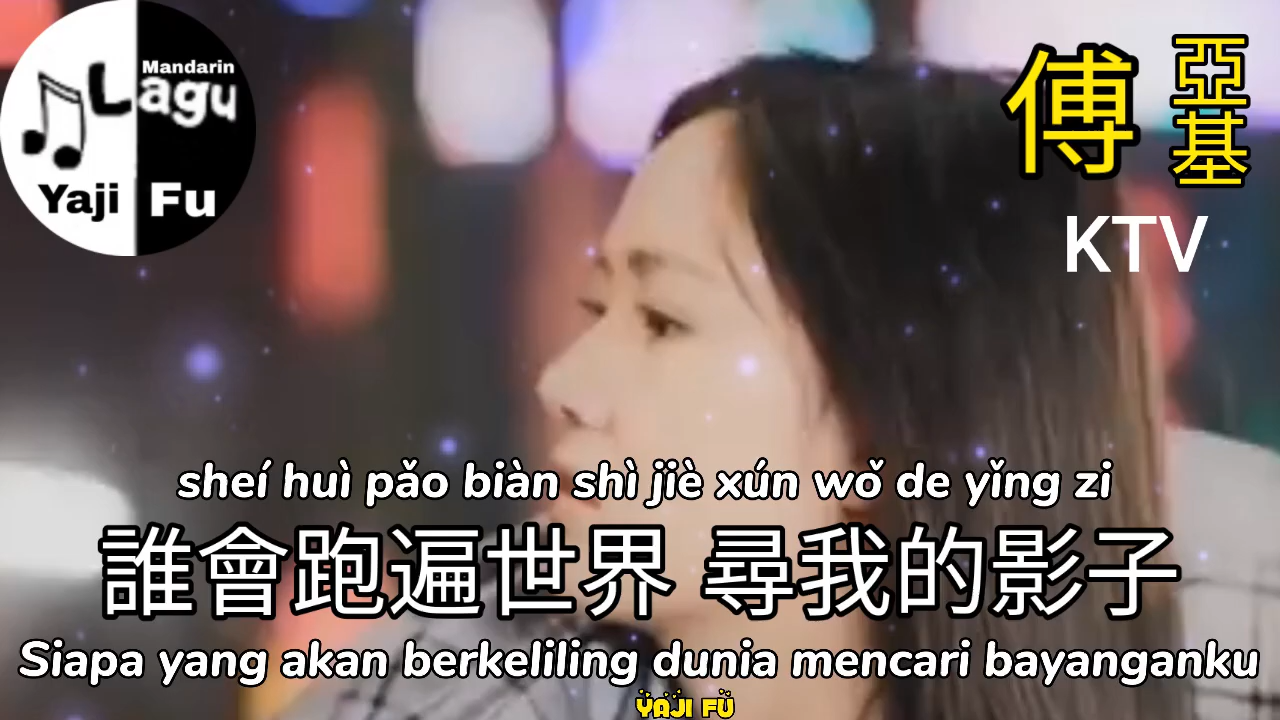 Mandarin
Lagu
Yaji Fu
傅
亞基
KTV
sheí huì pǎo biàn shì jiè xún wǒ de yǐng zi
誰會跑遍世界 尋我的影子
Siapa yang akan berkeliling dunia mencari bayanganku
YAJI FU